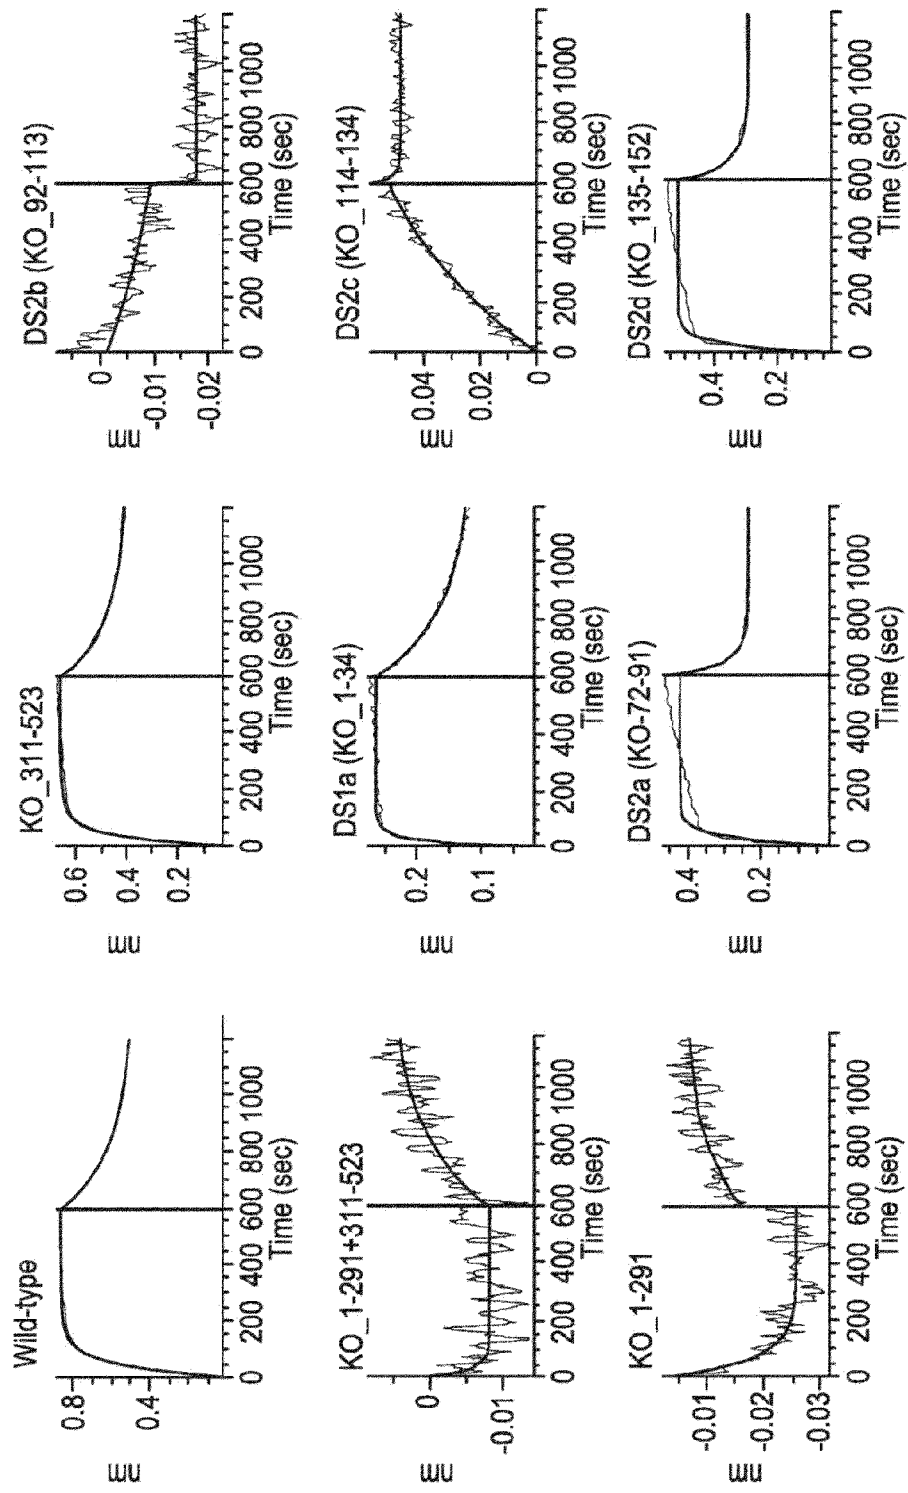 Wild-type
nm
0.8
0.4
0 200 400 600 800 1000
Time (sec)
KO_311-523
nm
0.6
0.4
0.2
0 200 400 600 800 1000
Time (sec)
DS2b (KO_92-113)
nm
0
-0.01
-0.02
0 200 400 600 800 1000
Time (sec)
KO_1-291+311-523
nm
0
-0.01
0 200 400 600 800 1000
Time (sec)
DS1a (KO_1-34)
nm
0.2
0.1
0 200 400 600 800 1000
Time (sec)
DS2c (KO_114-134)
nm
0.04
0.02
0
0 200 400 600 800 1000
Time (sec)
KO_1-291
nm
-0.01
-0.02
-0.03
0 200 400 600 800 1000
Time (sec)
DS2a (KO-72-91)
nm
0.4
0.2
0 200 400 600 800 1000
Time (sec)
DS2d (KO_135-152)
nm
0.4
0.2
0 200 400 600 800 1000
Time (sec)